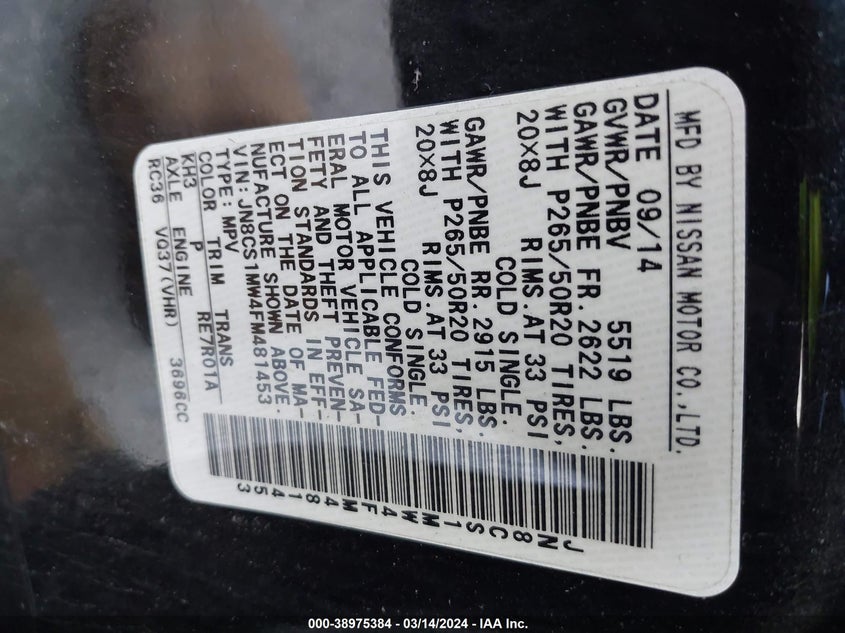 MFD BY NISSAN MOTOR CO.,LTD.
DATE 09/14
GVWR/PNBV 5519 LBS.
GAWR/PNBE FR. 2622 LBS.
WITH P265/50R20 TIRES,
20X8J RIMS.AT 33 PSI
COLD SINGLE.
GAWR/PNBE RR. 2915 LBS.
WITH P265/50R20 TIRES,
20X8J RIMS.AT 33 PSI
COLD SINGLE.
THIS VEHICLE CONFORMS
TO ALL APPLICABLE FED-
ERAL MOTOR VEHICLE SA-
FETY AND THEFT PREVEN-
TION STANDARDS IN EFF-
ECT ON THE DATE OF MA-
NUFACTURE SHOWN ABOVE.
VIN: JN8CS1MW4FM481453
TYPE: MPV
COLOR TRIM TRANS
KH3 P RE7R01A
AXLE ENGINE
RC36 VQ37(VHR) 3696CC
JN8CS1MW4FM481453
000-38975384 - 03/14/2024 - IAA Inc.